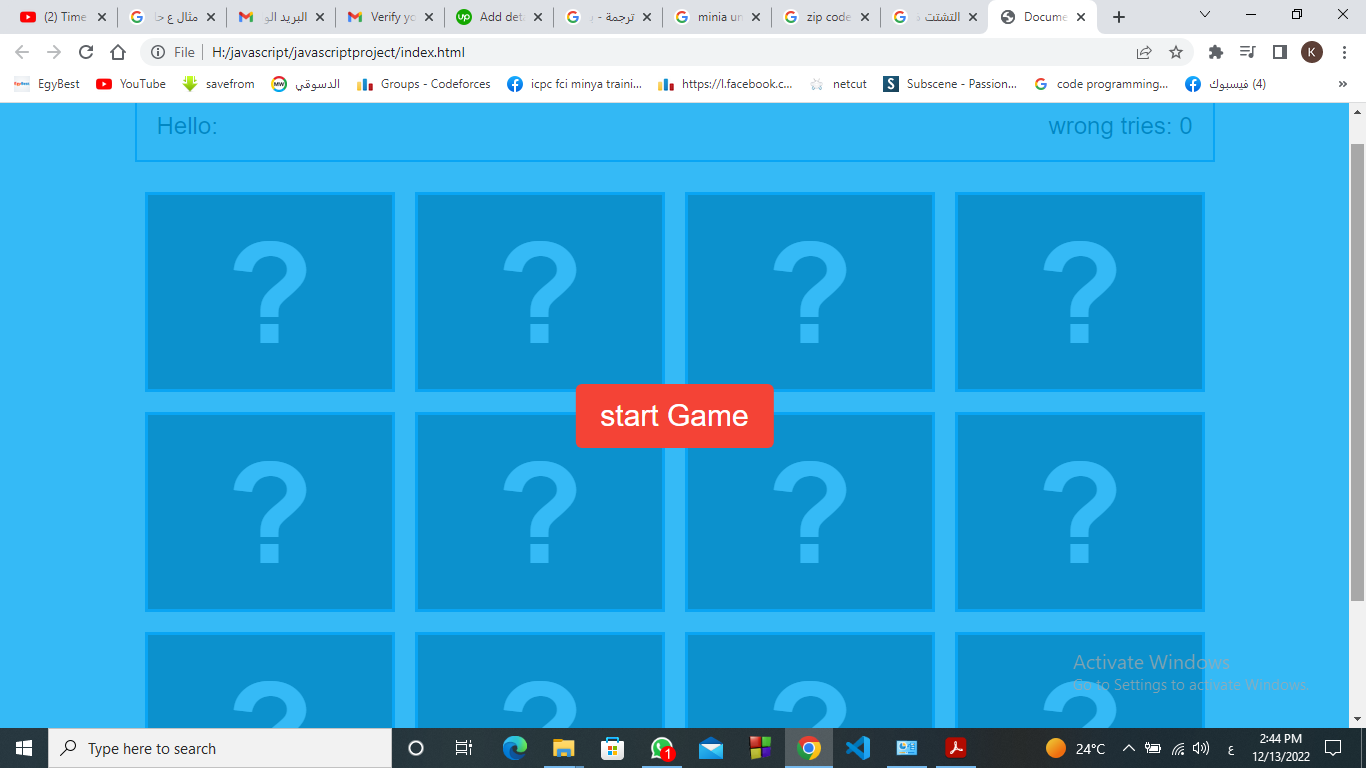 (2) Time
مثال ع حا
البريد الو
Verify yo
Add deta
ترجمة - ب
minia un
zip code
التشتت
Docume
File
H:/javascript/javascriptproject/index.html
K
EgyBest
YouTube
savefrom
الدسوقي
Groups - Codeforces
icpc fci minya traini...
https://l.facebook.c...
netcut
Subscene - Passion...
code programming...
(4) فيسبوك
Hello:
wrong tries: 0
? ? ? ?
start Game
? ? ? ?
? ? ? ?
Activate Windows
Go to Settings to activate Windows.
Type here to search
1
24°C
ع
2:44 PM
12/13/2022